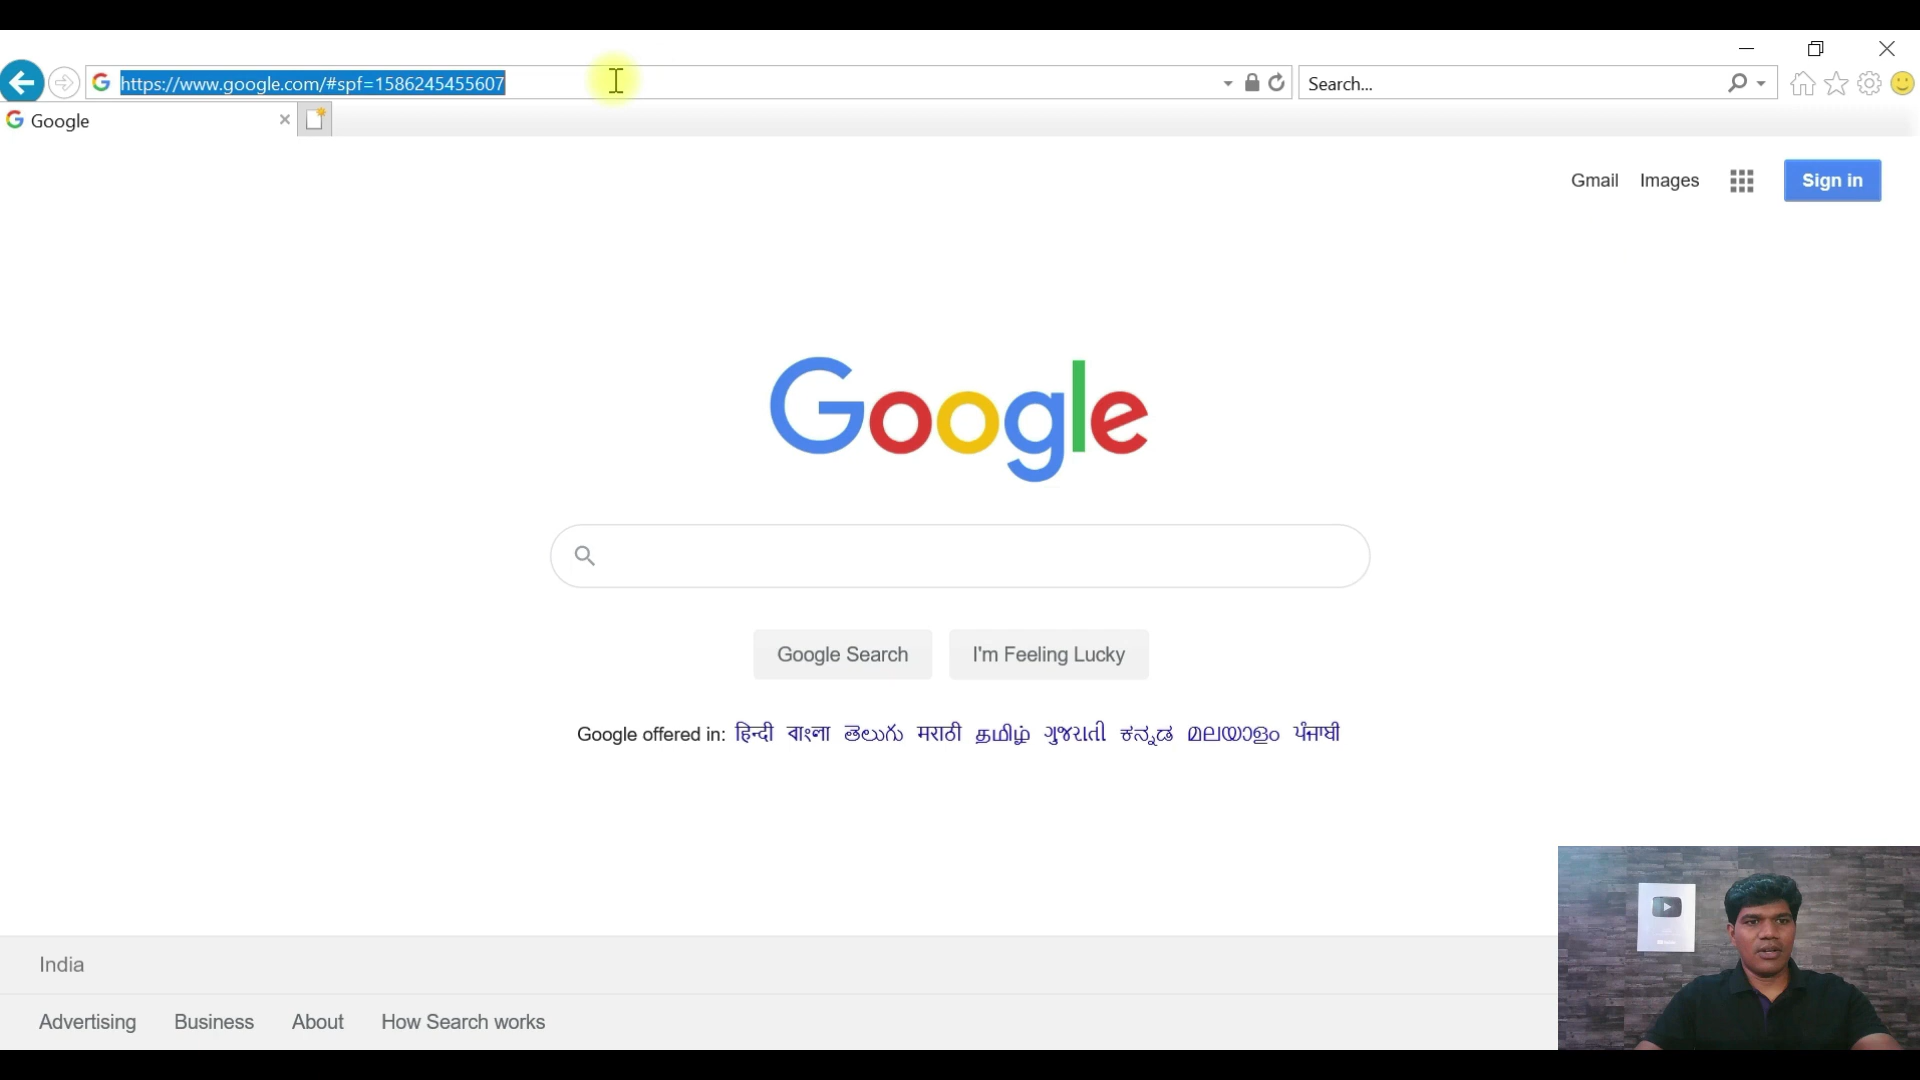 https://www.google.com/#spf=1586245455607
Search...
Google
Gmail Images Sign in
Google
Google Search I'm Feeling Lucky
Google offered in: हिन्दी বাংলা తెలుగు मराठी தமிழ் ગુજરાતી ಕನ್ನಡ മലയാളം ਪੰਜਾਬੀ
India
Advertising Business About How Search works